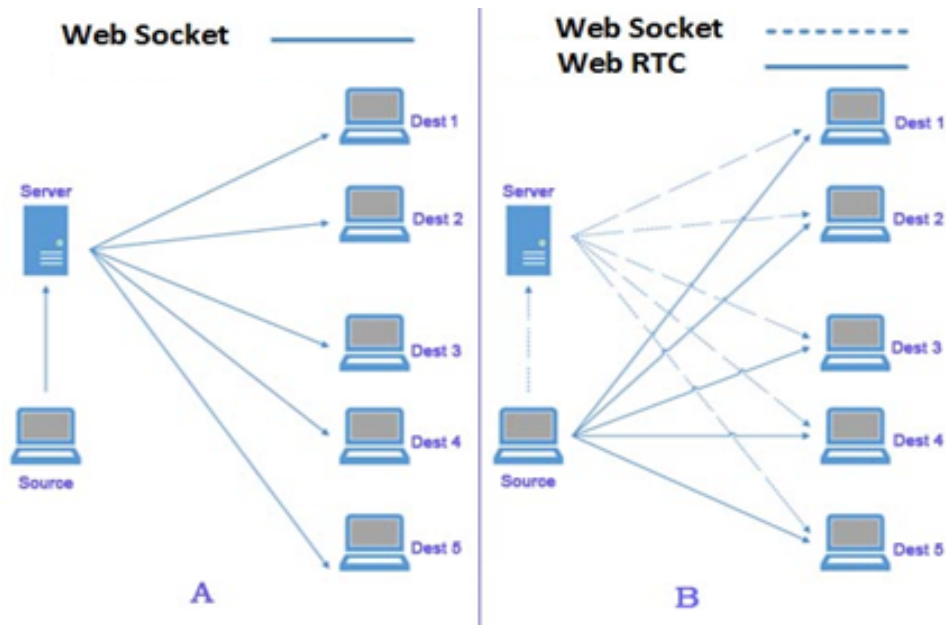 Web Socket
Server
Source
Dest 1
Dest 2
Dest 3
Dest 4
Dest 5
A
Web Socket
Web RTC
Server
Source
Dest 1
Dest 2
Dest 3
Dest 4
Dest 5
B